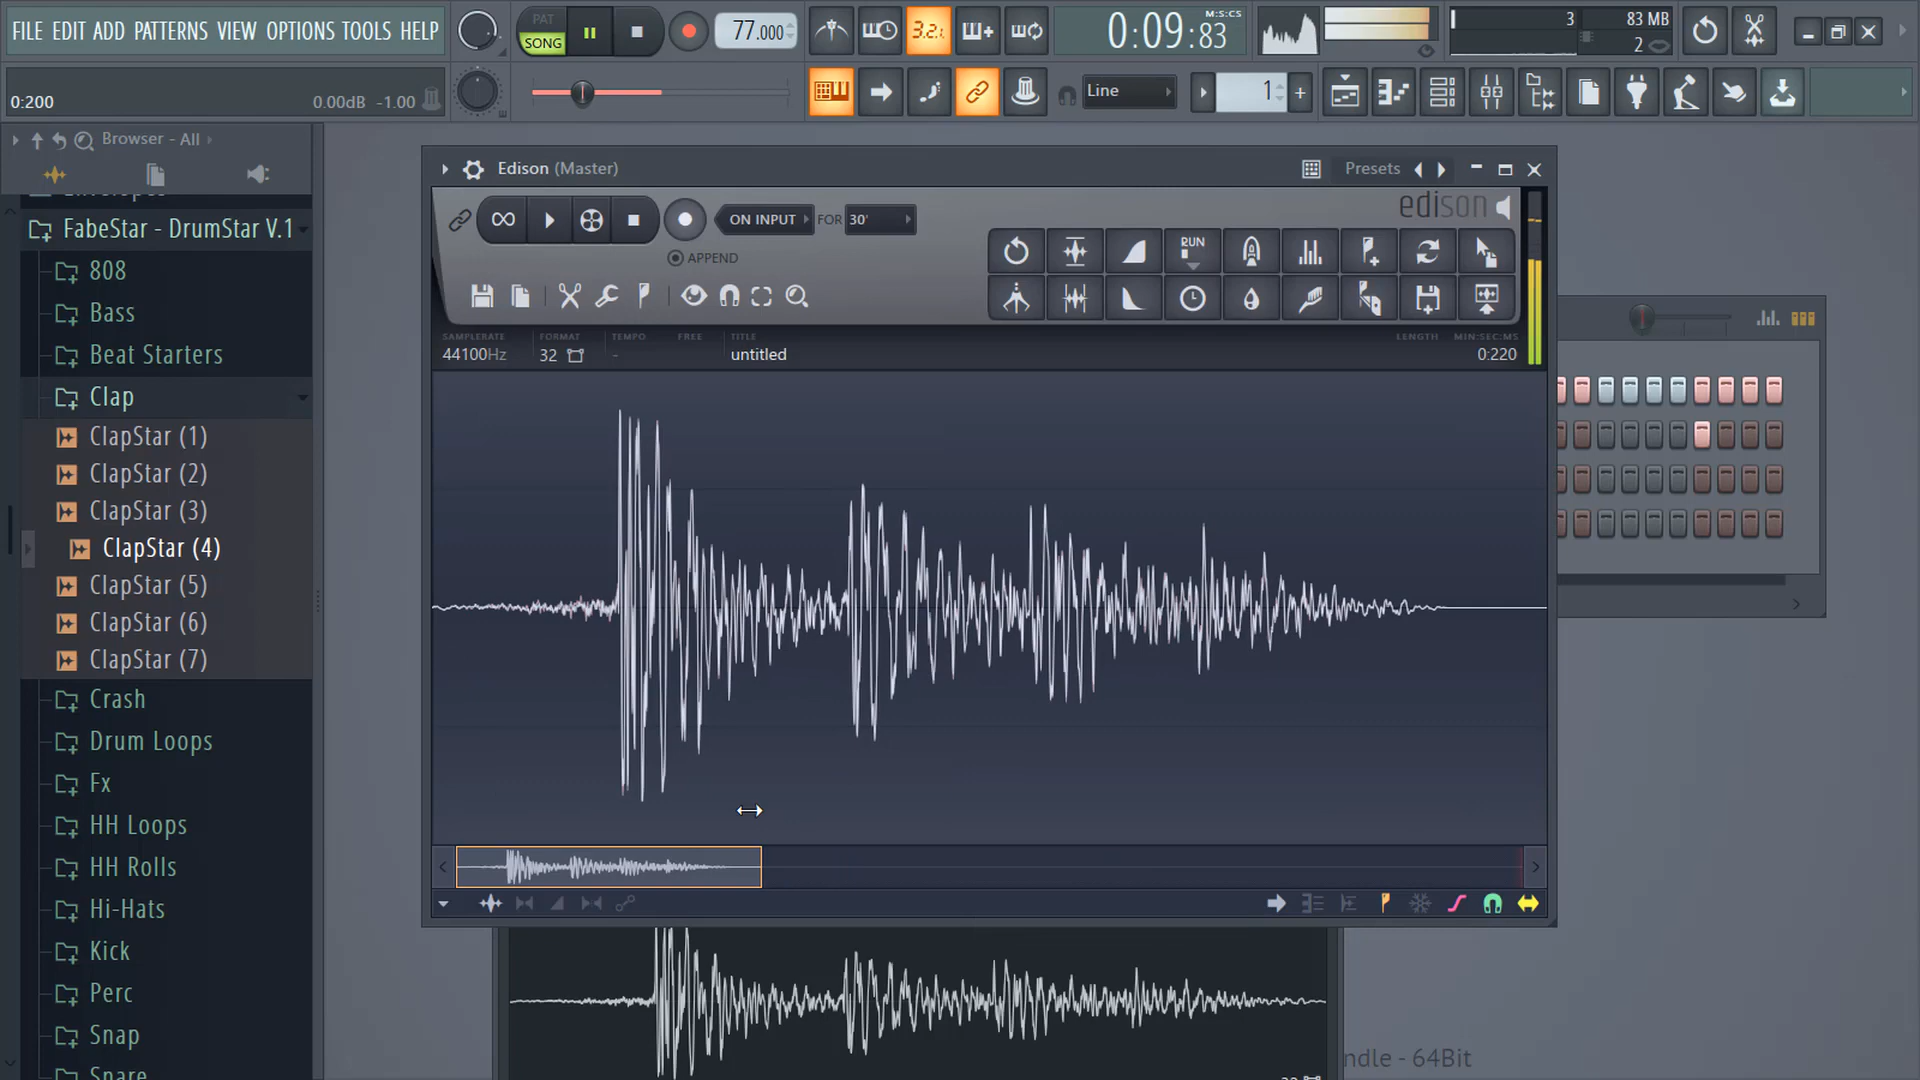 FILE EDIT ADD PATTERNS VIEW OPTIONS TOOLS HELP
PAT
SONG
77.000
3.2.
0:09:83
M:S:CS
3
83 MB
2
0:200
0.00dB -1.00
Line
1
Browser - All
Envelopes
FabeStar - DrumStar V.1
808
Bass
Beat Starters
Clap
ClapStar (1)
ClapStar (2)
ClapStar (3)
ClapStar (4)
ClapStar (5)
ClapStar (6)
ClapStar (7)
Crash
Drum Loops
Fx
HH Loops
HH Rolls
Hi-Hats
Kick
Perc
Snap
Snare
Edison (Master)
Presets
edison
ON INPUT
FOR
30'
APPEND
RUN
SAMPLERATE
44100Hz
FORMAT
32
TEMPO
-
FREE
TITLE
untitled
LENGTH
MIN:SEC:MS
0:220
ndle - 64Bit